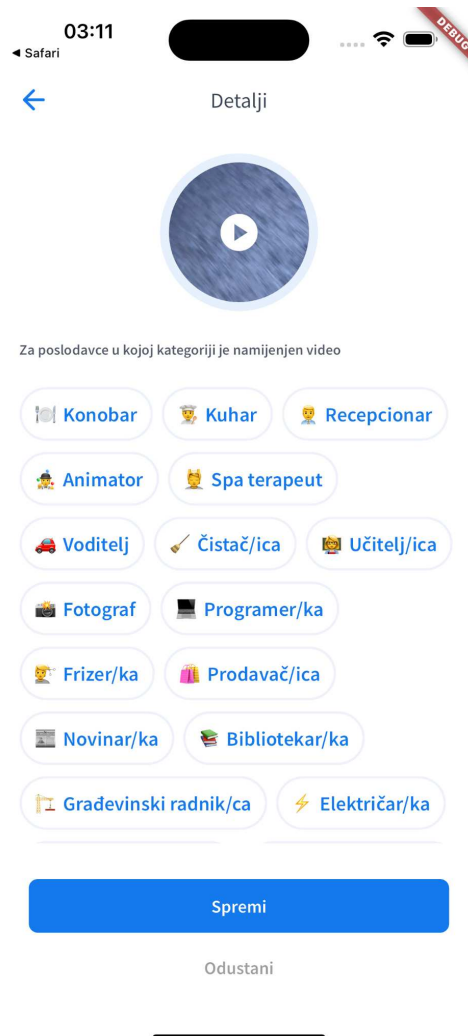 03:11
DEBUG
◀ Safari
Detalji
Za poslodavce u kojoj kategoriji je namijenjen video
🍽️ Konobar 👨‍🍳 Kuhar 👨‍💼 Recepcionar
🤹 Animator 💆 Spa terapeut
🚗 Voditelj 🧹 Čistač/ica 👩‍🏫 Učitelj/ica
📸 Fotograf 💻 Programer/ka
💇‍♂️ Frizer/ka 🛍️ Prodavač/ica
📰 Novinar/ka 📚 Bibliotekar/ka
🏗️ Građevinski radnik/ca ⚡ Električar/ka
Spremi
Odustani